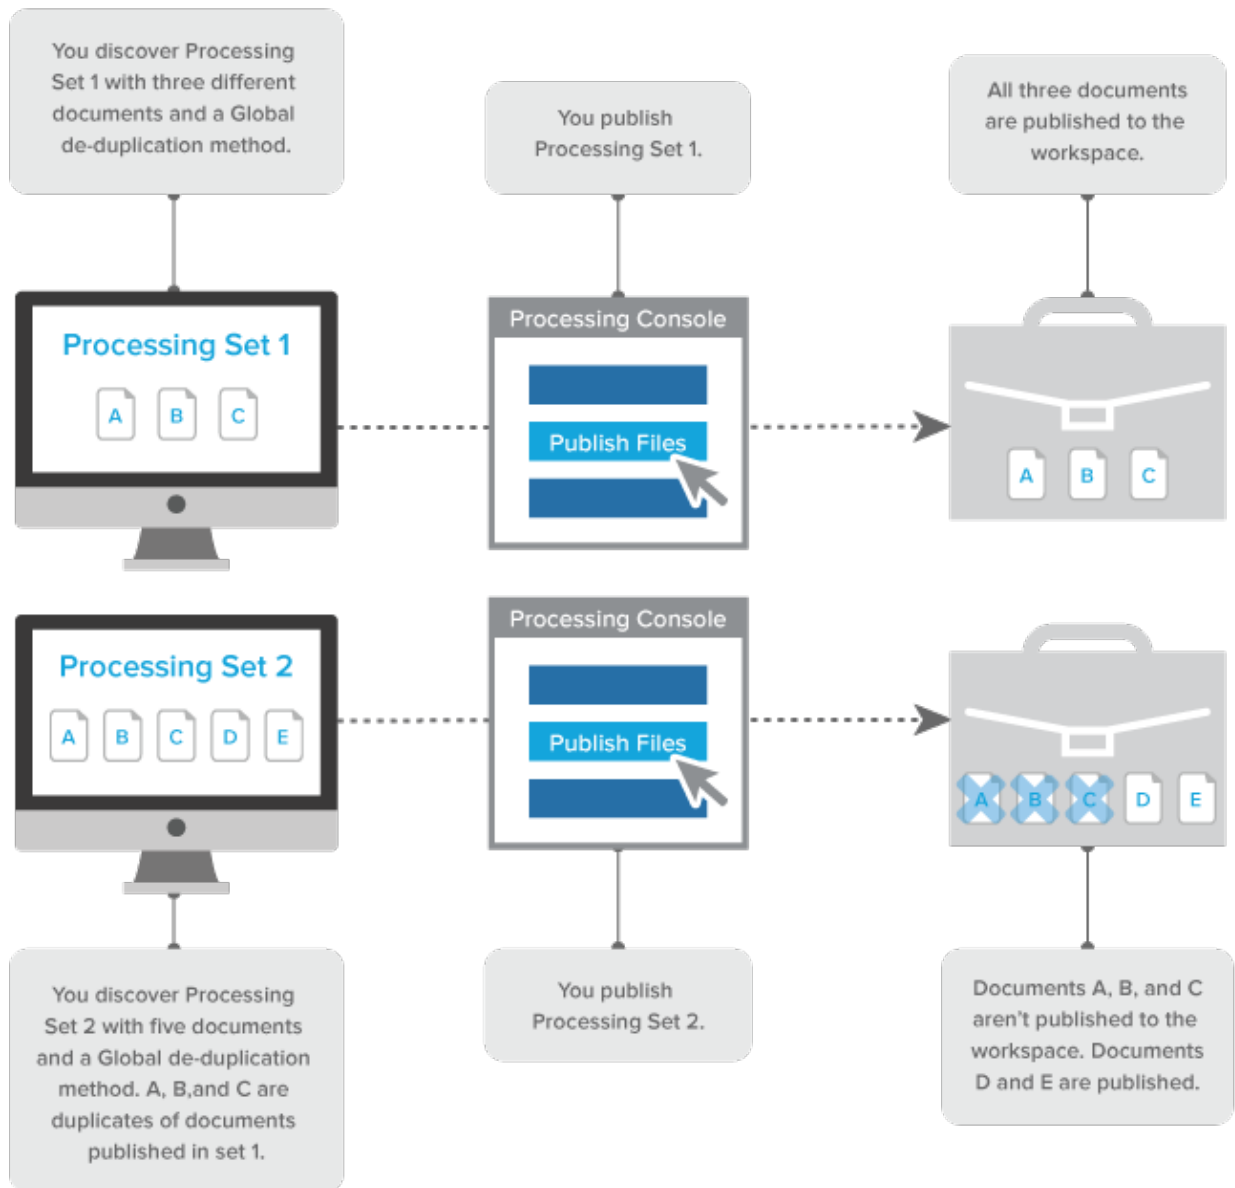 You discover Processing
Set 1 with three different
documents and a Global
de-duplication method.
You publish
Processing Set 1.
All three documents
are published to the
workspace.
Processing Set 1
A B C
Processing Console
Publish Files
A B C
Processing Set 2
A B C D E
Processing Console
Publish Files
A B C D E
You discover Processing
Set 2 with five documents
and a Global de-duplication
method. A, B,and C are
duplicates of documents
published in set 1.
You publish
Processing Set 2.
Documents A, B, and C
aren't published to the
workspace. Documents
D and E are published.